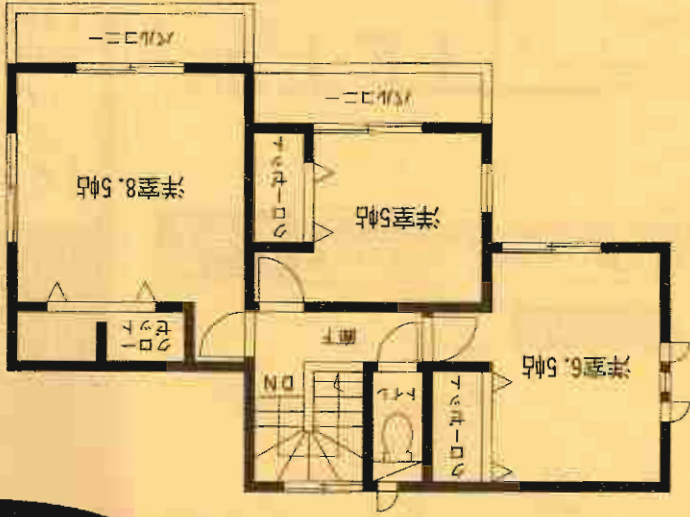 クローゼット
トイレ
DN
洋室6.5帖
廊下
クロー
ゼット
洋室5帖
クローゼット
洋室8.5帖
バルコニー
バルコニー